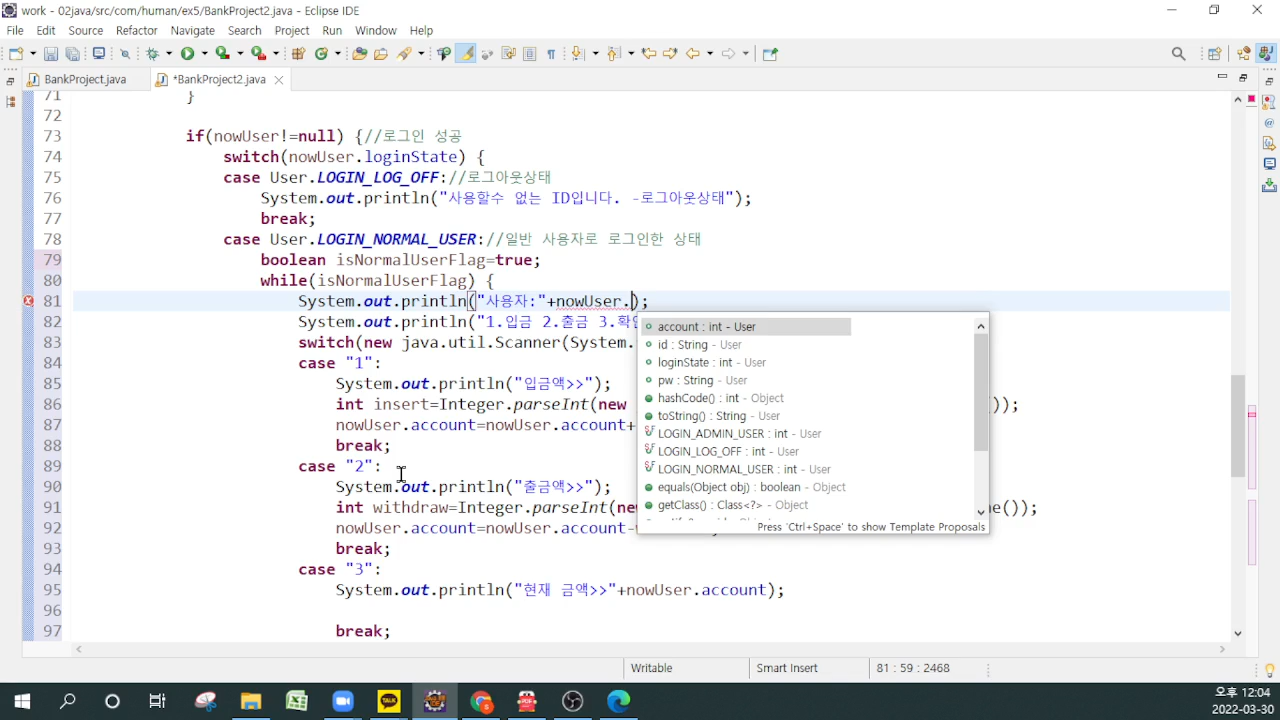 work - 02java/src/com/human/ex5/BankProject2.java - Eclipse IDE
File Edit Source Refactor Navigate Search Project Run Window Help
BankProject.java *BankProject2.java
71 }
72
73 if(nowUser!=null) {//로그인 성공
74 switch(nowUser.loginState) {
75 case User.LOGIN_LOG_OFF://로그아웃상태
76 System.out.println("사용할수 없는 ID입니다. -로그아웃상태");
77 break;
78 case User.LOGIN_NORMAL_USER://일반 사용자로 로그인한 상태
79 boolean isNormalUserFlag=true;
80 while(isNormalUserFlag) {
81 System.out.println("사용자:"+nowUser.);
82 System.out.println("1.입금 2.출금 3.확
83 switch(new java.util.Scanner(System.
84 case "1":
85 System.out.println("입금액>>");
86 int insert=Integer.parseInt(new ());
87 nowUser.account=nowUser.account+
88 break;
89 case "2":
90 System.out.println("출금액>>");
91 int withdraw=Integer.parseInt(new e());
92 nowUser.account=nowUser.account-
93 break;
94 case "3":
95 System.out.println("현재 금액>>"+nowUser.account);
96
97 break;
account : int - User
id : String - User
loginState : int - User
pw : String - User
hashCode() : int - Object
toString() : String - User
LOGIN_ADMIN_USER : int - User
LOGIN_LOG_OFF : int - User
LOGIN_NORMAL_USER : int - User
equals(Object obj) : boolean - Object
getClass() : Class<?> - Object
Press 'Ctrl+Space' to show Template Proposals
Writable Smart Insert 81 : 59 : 2468
TALK
PDF
오후 12:04
2022-03-30